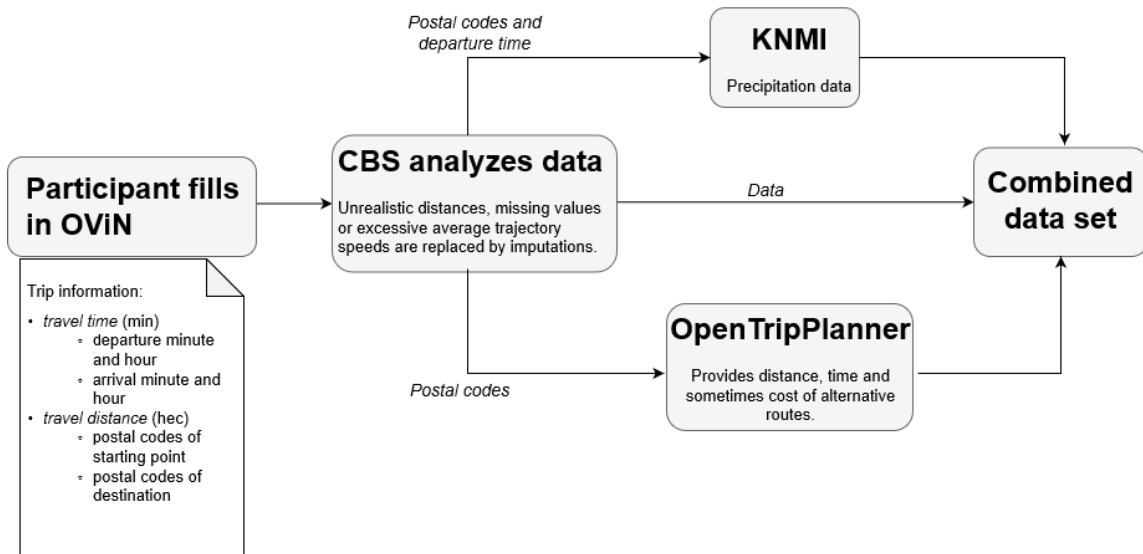 Postal codes and
departure time
KNMI
Precipitation data
CBS analyzes data
Unrealistic distances, missing values
or excessive average trajectory
speeds are replaced by imputations.
Participant fills
in OViN
Data
Combined
data set
Trip information:
• travel time (min)
▫ departure minute
and hour
▫ arrival minute and
hour
• travel distance (hec)
▫ postal codes of
starting point
▫ postal codes of
destination
Postal codes
OpenTripPlanner
Provides distance, time and
sometimes cost of alternative
routes.